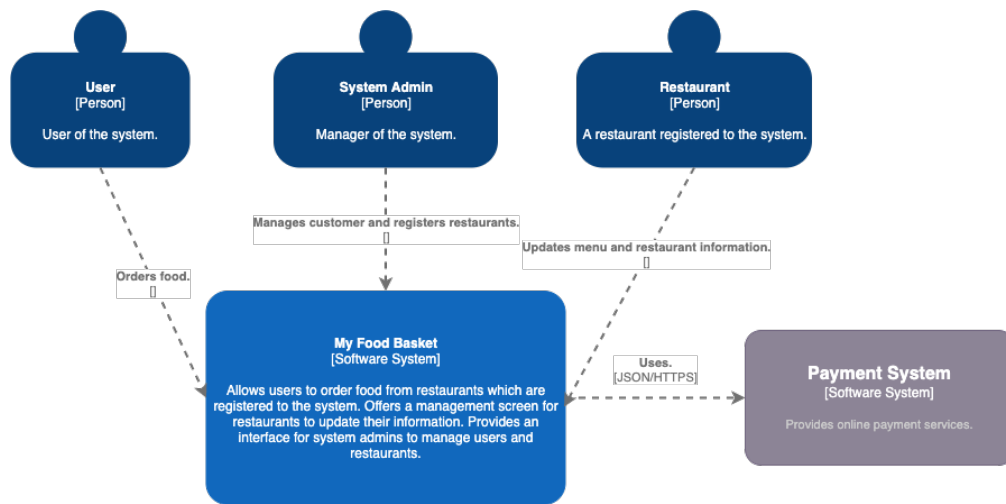 User
[Person]
User of the system.
System Admin
[Person]
Manager of the system.
Restaurant
[Person]
A restaurant registered to the system.
Manages customer and registers restaurants.
[]
Updates menu and restaurant information.
[]
Orders food.
[]
My Food Basket
[Software System]
Allows users to order food from restaurants which are
registered to the system. Offers a management screen for
restaurants to update their information. Provides an
interface for system admins to manage users and
restaurants.
Uses.
[JSON/HTTPS]
Payment System
[Software System]
Provides online payment services.